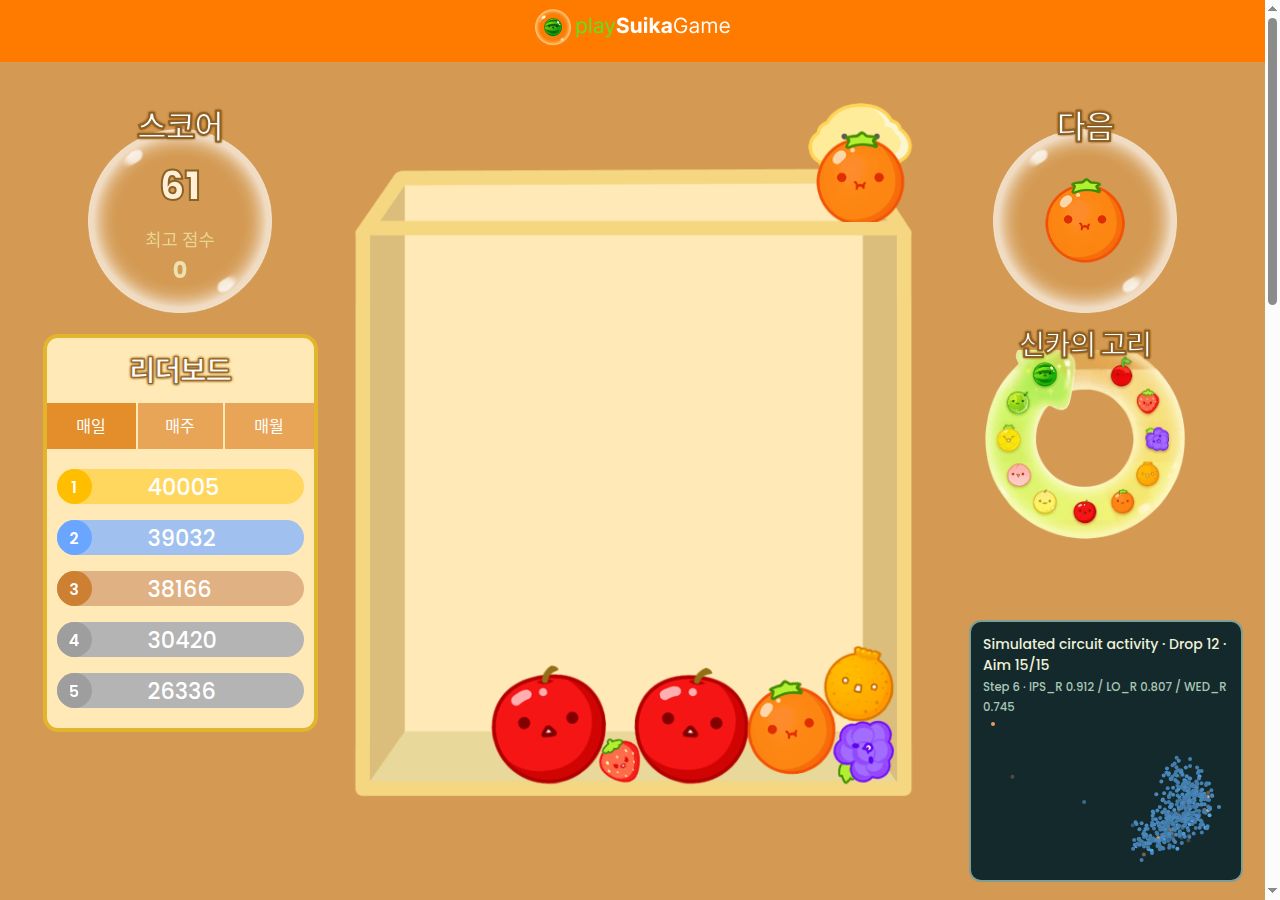 playSuikaGame
스코어
61
최고 점수
0
다음
신카의 고리
리더보드
매일 매주 매월
1 40005
2 39032
3 38166
4 30420
5 26336
Simulated circuit activity · Drop 12 ·
Aim 15/15
Step 6 · IPS_R 0.912 / LO_R 0.807 / WED_R
0.745